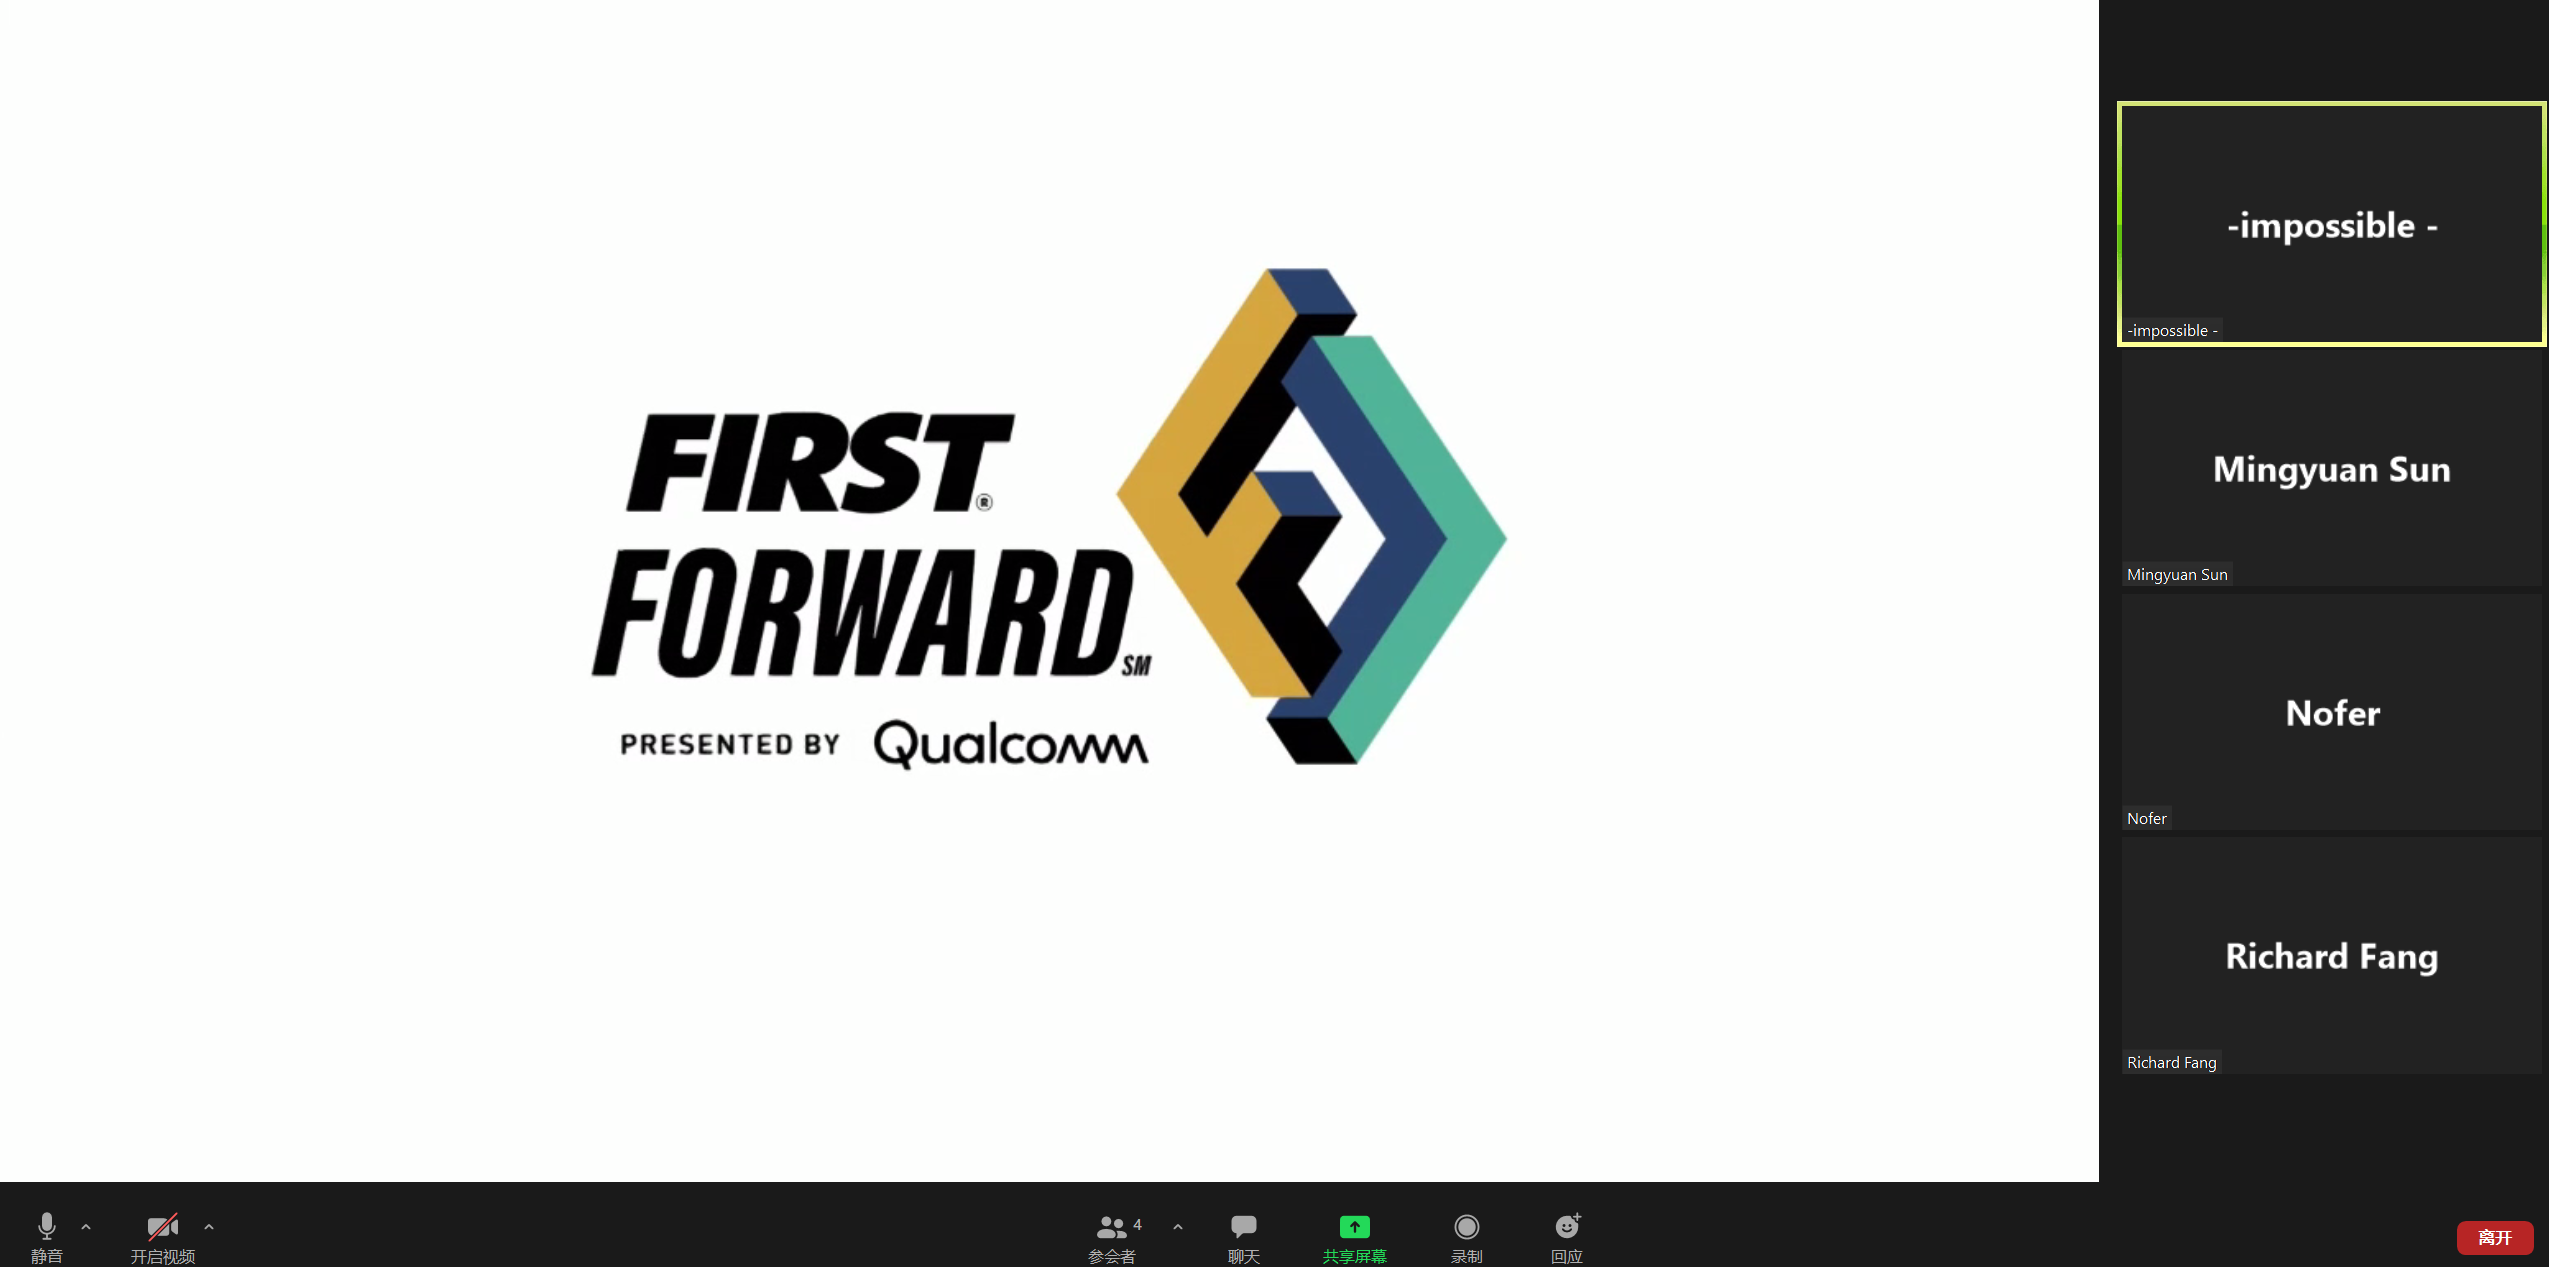 FIRST®
FORWARD SM
PRESENTED BY Qualcomm
-impossible -
-impossible -
Mingyuan Sun
Mingyuan Sun
Nofer
Nofer
Richard Fang
Richard Fang
静音
开启视频
4
参会者
聊天
共享屏幕
录制
回应
离开